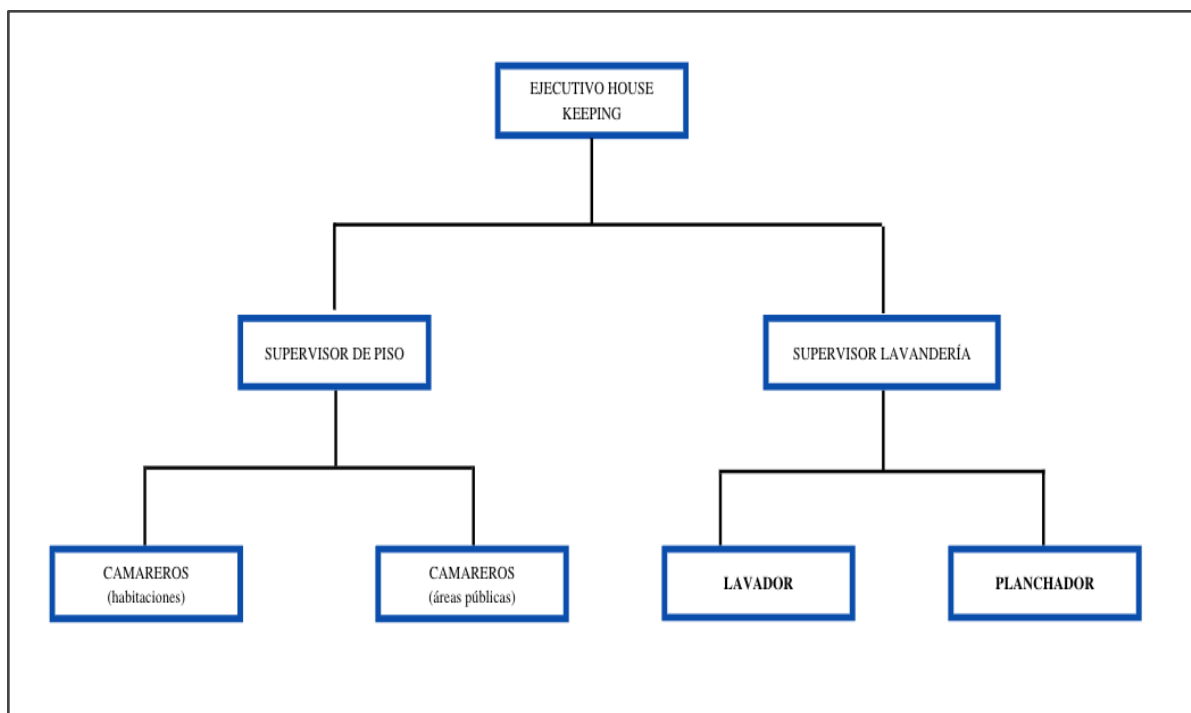 EJECUTIVO HOUSE
KEEPING
SUPERVISOR DE PISO
SUPERVISOR LAVANDERÍA
CAMAREROS
(habitaciones)
CAMAREROS
(áreas públicas)
LAVADOR
PLANCHADOR